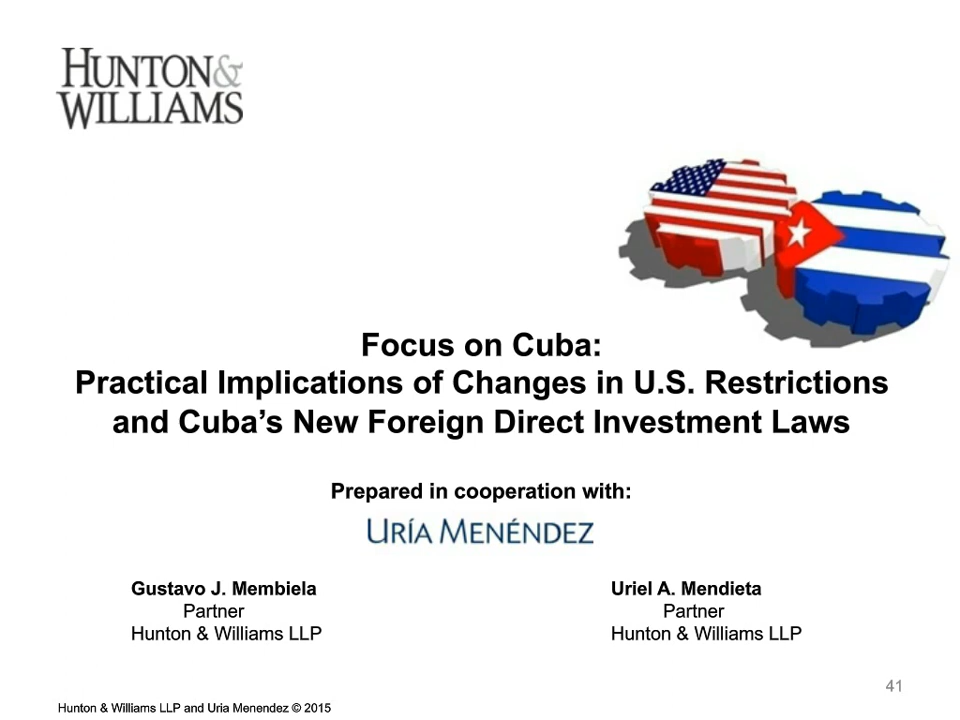 HUNTON&
WILLIAMS
Focus on Cuba:
Practical Implications of Changes in U.S. Restrictions
and Cuba’s New Foreign Direct Investment Laws
Prepared in cooperation with:
URÍA MENÉNDEZ
Gustavo J. Membiela
Partner
Hunton & Williams LLP
Uriel A. Mendieta
Partner
Hunton & Williams LLP
41
Hunton & Williams LLP and Uria Menendez © 2015